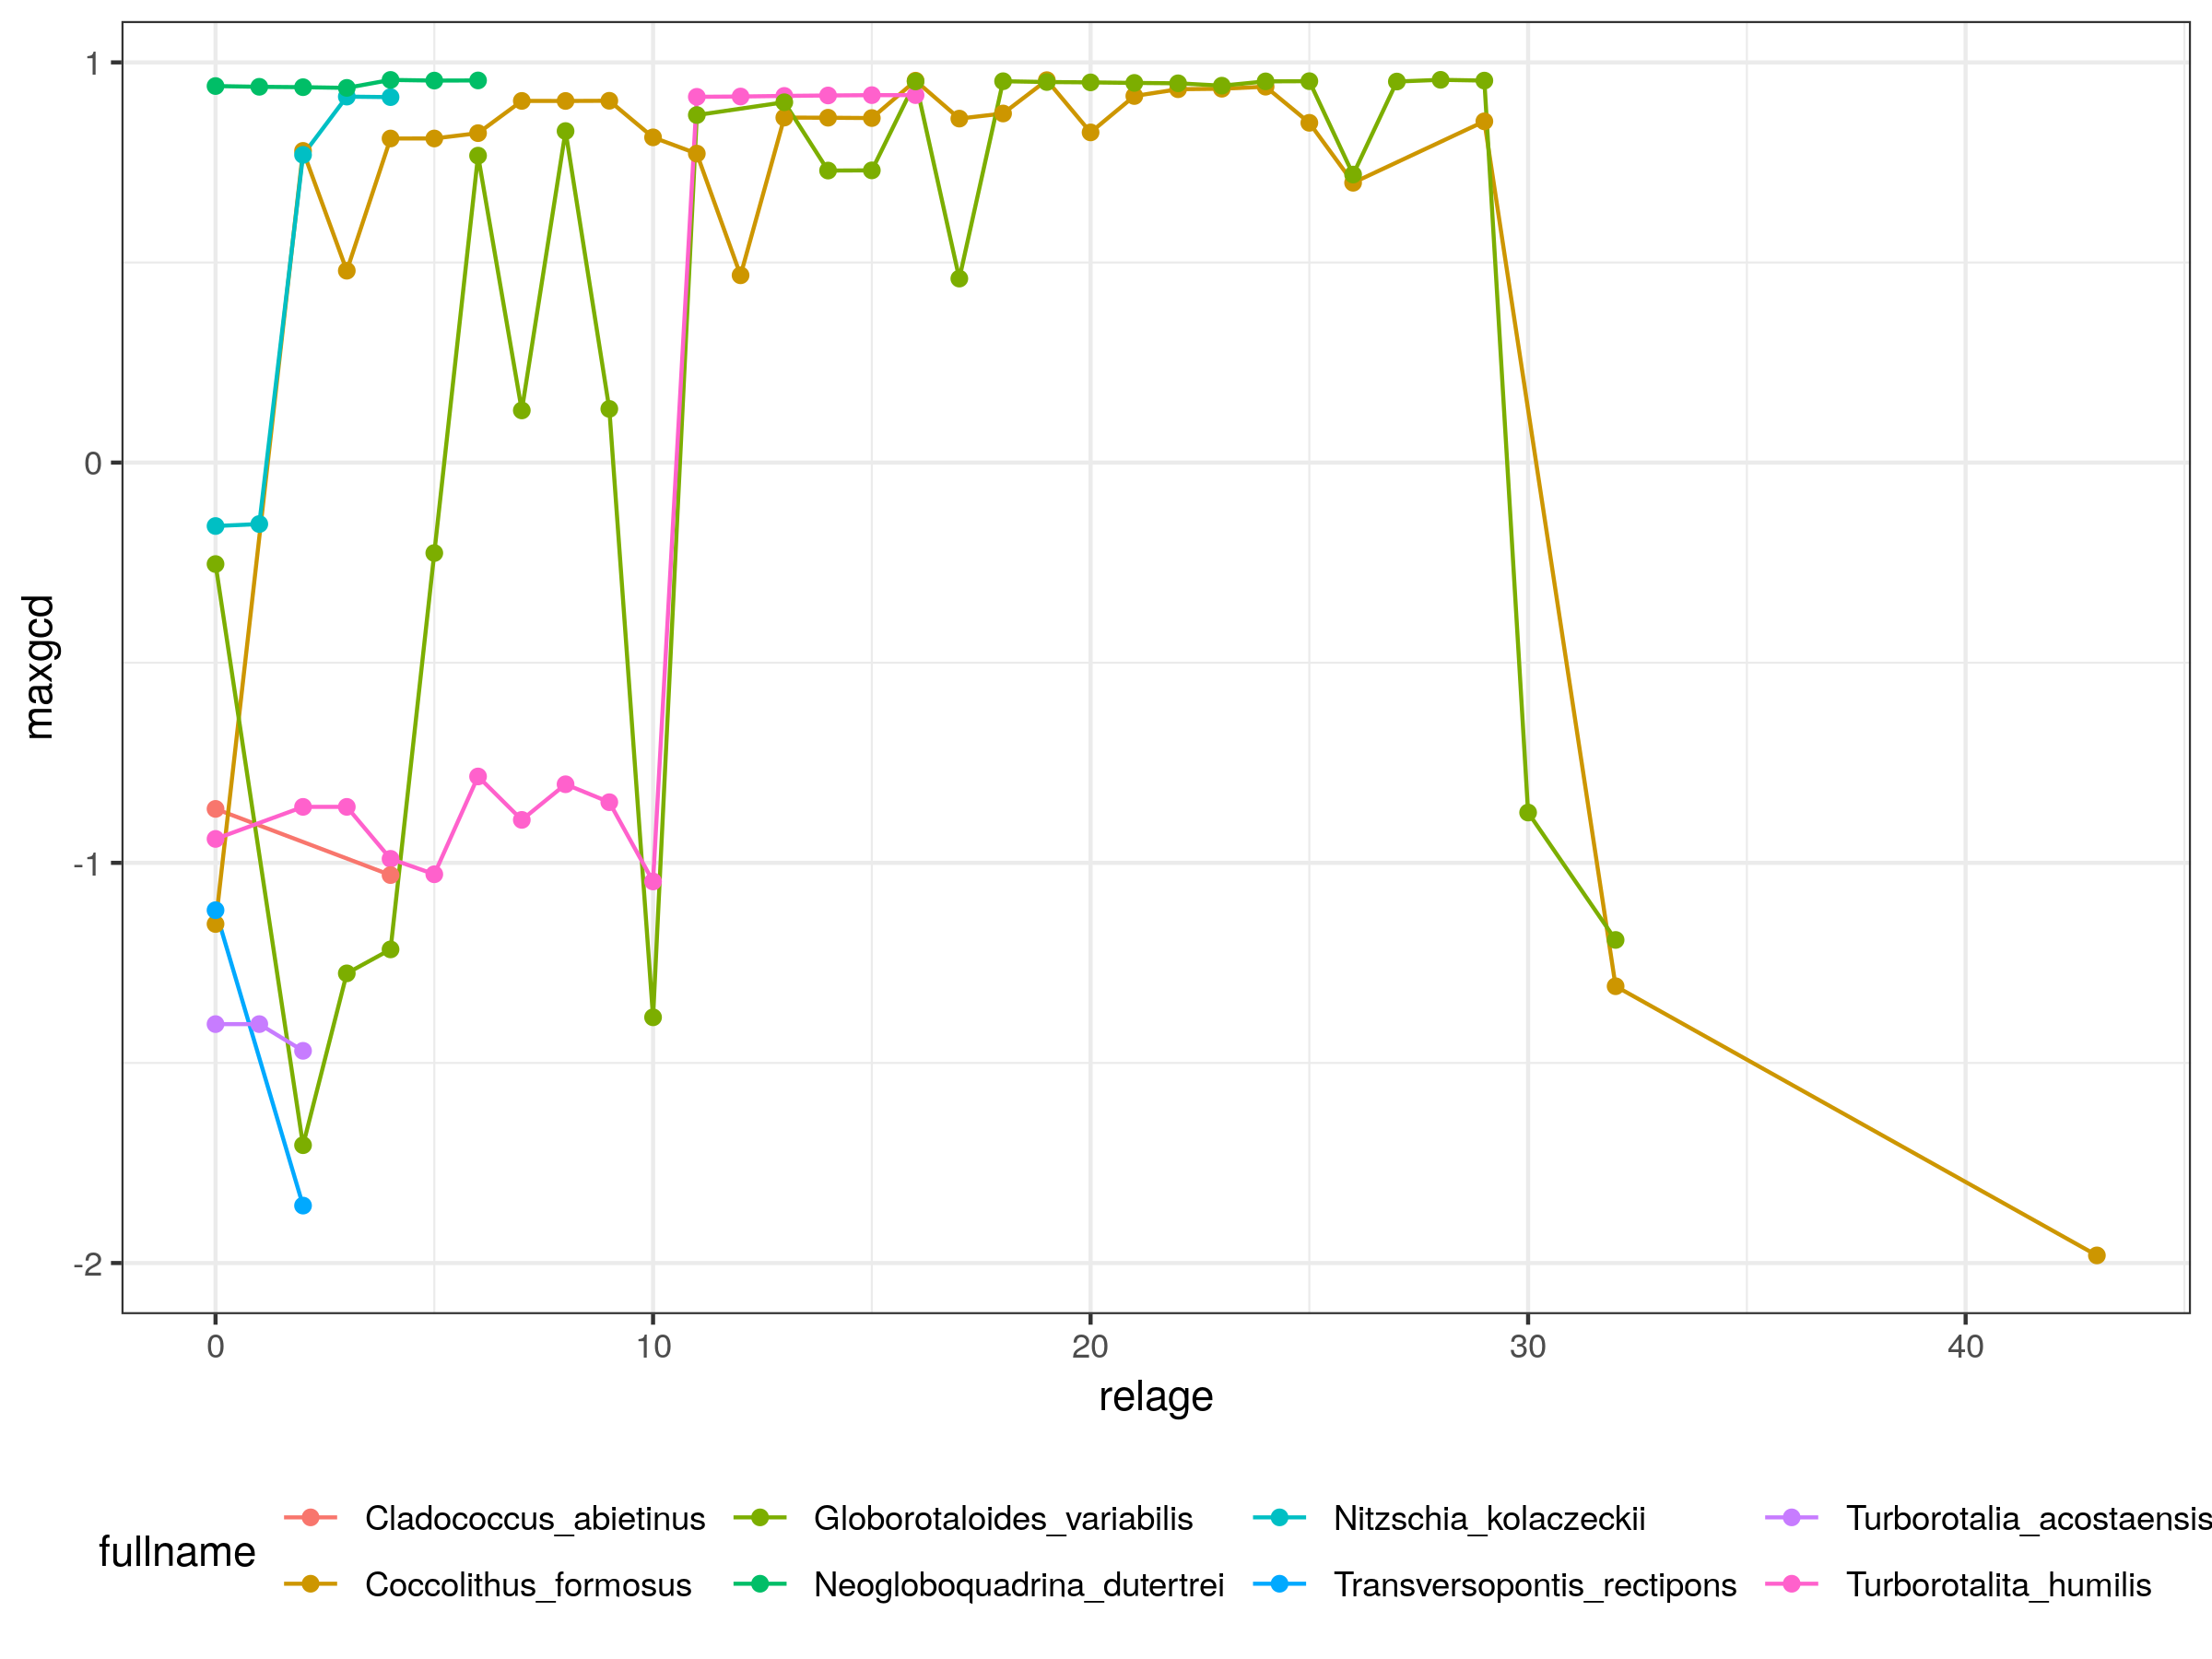 1
0
-1
-2
maxgcd
0 10 20 30 40
relage
fullname
Cladococcus_abietinus Globorotaloides_variabilis Nitzschia_kolaczeckii Turborotalia_acostaensis
Coccolithus_formosus Neogloboquadrina_dutertrei Transversopontis_rectipons Turborotalita_humilis